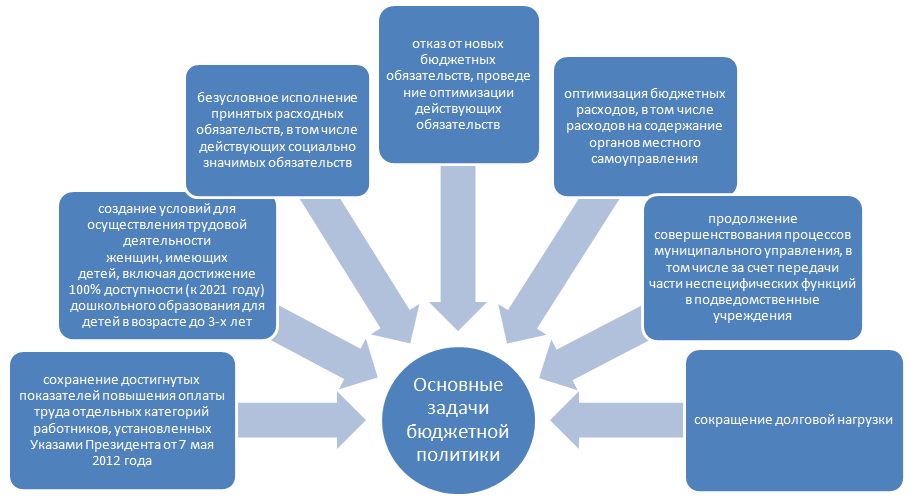 отказ от новых
бюджетных
обязательств, проведе
ние оптимизации
действующих
обязательств
безусловное исполнение
принятых расходных
обязательств, в том числе
действующих социально
значимых обязательств
оптимизация бюджетных
расходов, в том числе
расходов на содержание
органов местного
самоуправления
создание условий для
осуществления трудовой
деятельности
женщин, имеющих
детей, включая достижение
100% доступности (к 2021 году)
дошкольного образования для
детей в возрасте до 3-х лет
продолжение
совершенствования процессов
муниципального управления, в
том числе за счет передачи
части неспецифических функций
в подведомственные
учреждения
сохранение достигнутых
показателей повышения оплаты
труда отдельных категорий
работников, установленных
Указами Президента от 7 мая
2012 года
Основные
задачи
бюджетной
политики
сокращение долговой нагрузки